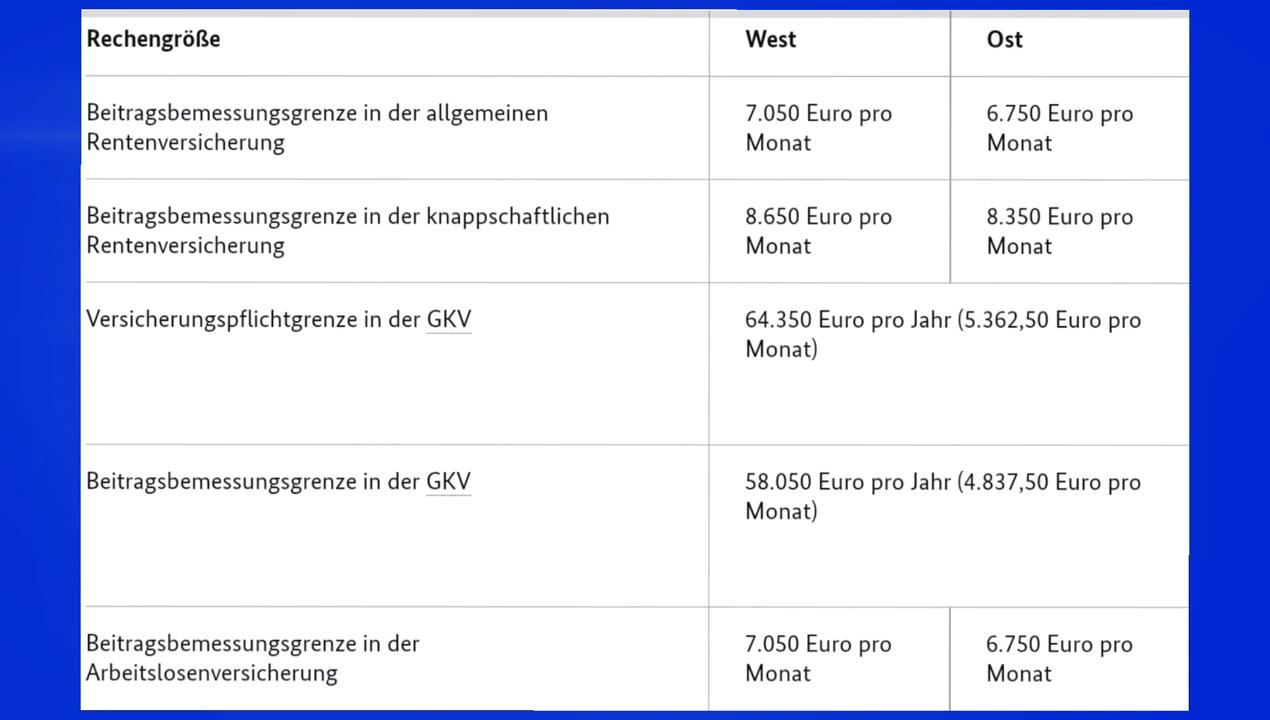 Rechengröße West Ost
Beitragsbemessungsgrenze in der allgemeinen
Rentenversicherung
7.050 Euro pro
Monat
6.750 Euro pro
Monat
Beitragsbemessungsgrenze in der knappschaftlichen
Rentenversicherung
8.650 Euro pro
Monat
8.350 Euro pro
Monat
Versicherungspflichtgrenze in der GKV
64.350 Euro pro Jahr (5.362,50 Euro pro
Monat)
Beitragsbemessungsgrenze in der GKV
58.050 Euro pro Jahr (4.837,50 Euro pro
Monat)
Beitragsbemessungsgrenze in der
Arbeitslosenversicherung
7.050 Euro pro
Monat
6.750 Euro pro
Monat